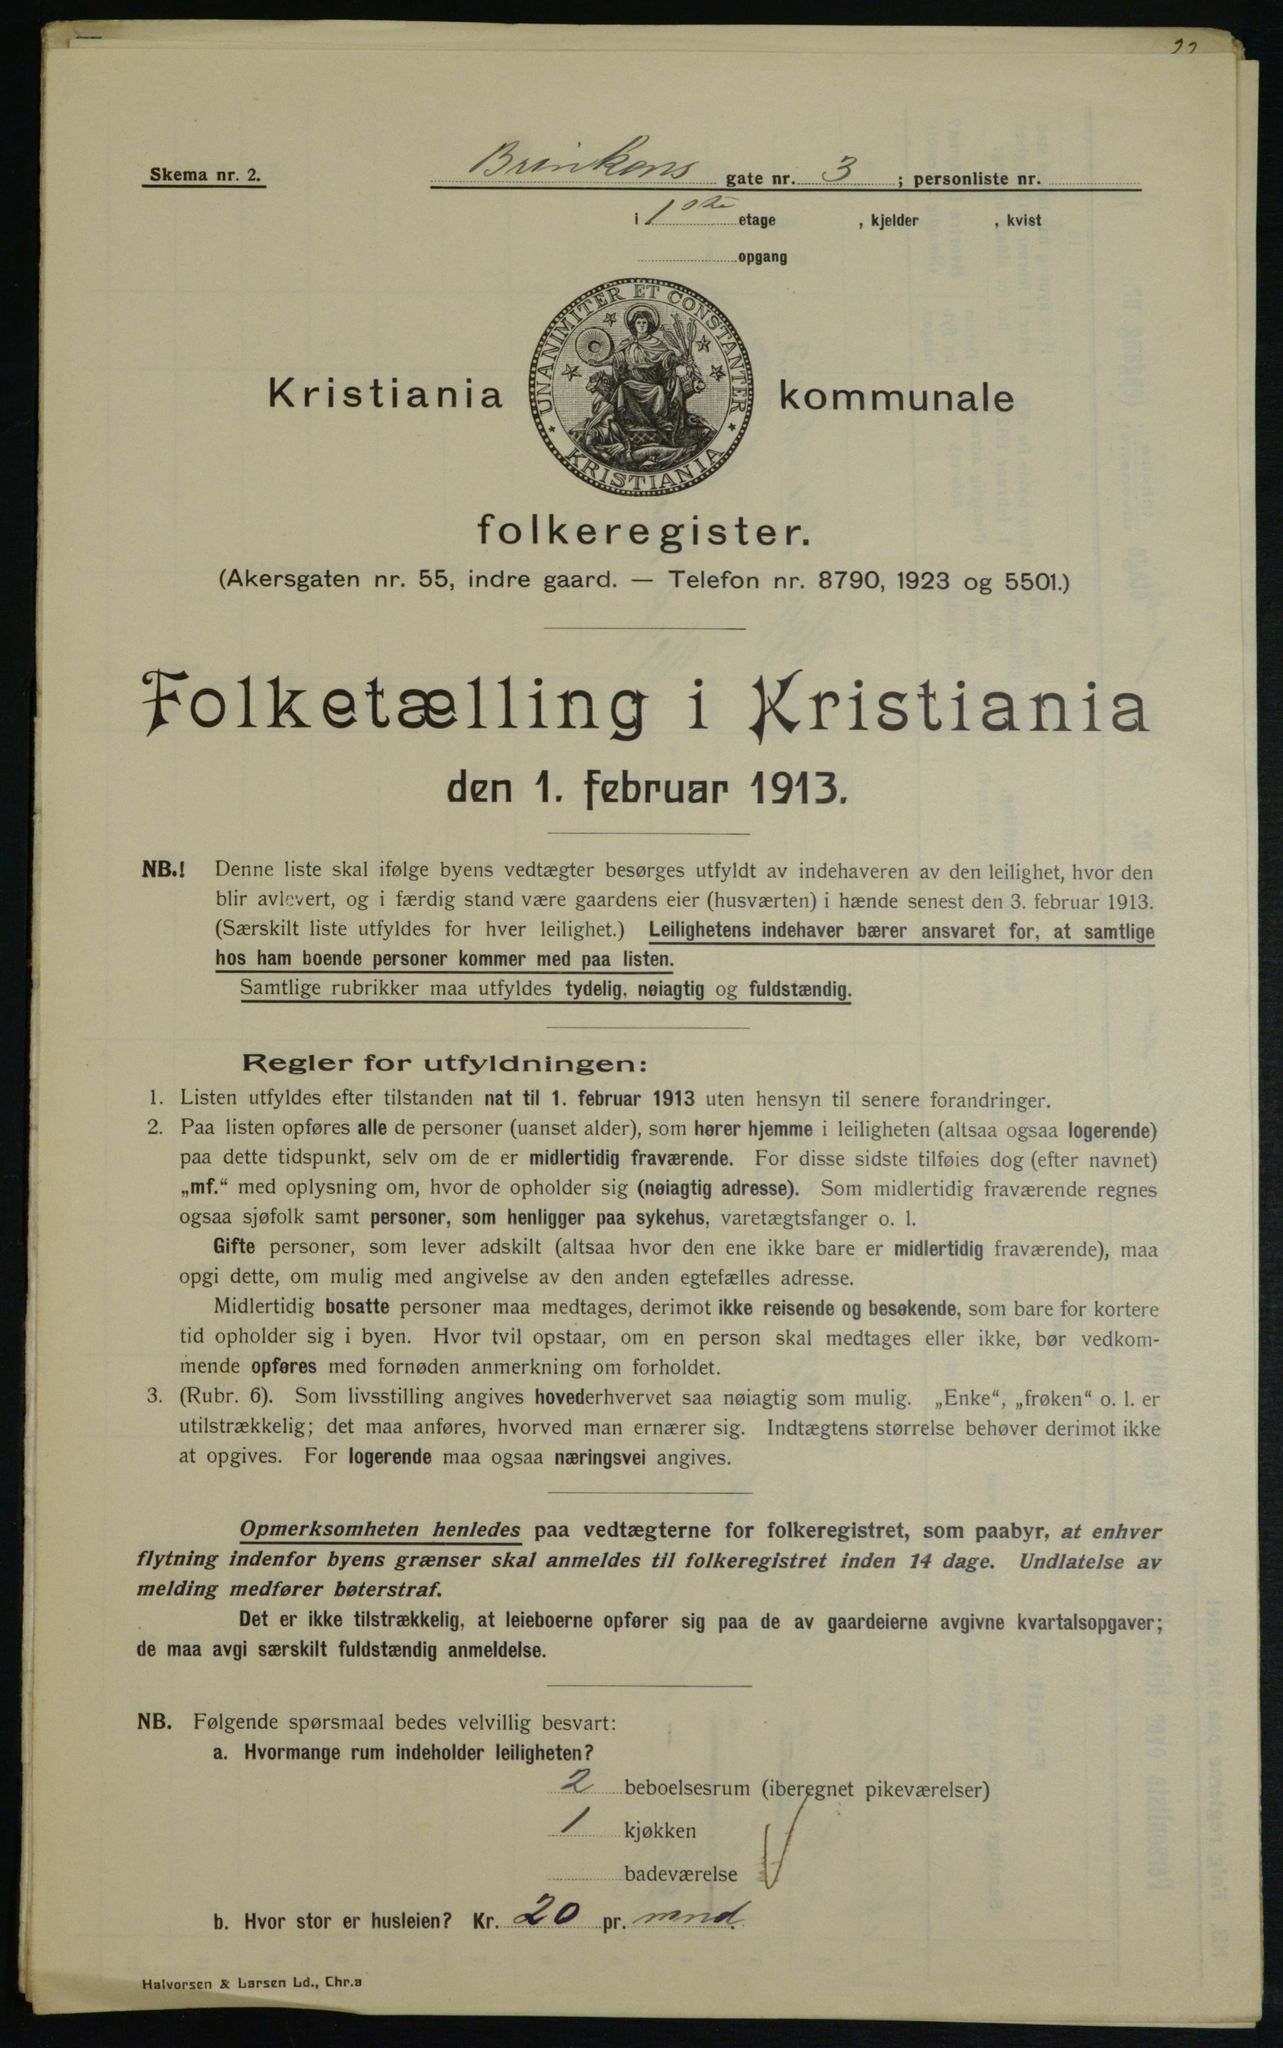 22
Skema nr. 2. Brinkens gate nr. 3 ; personliste nr.
i 1ste etage , kjelder , kvist
opgang
UNANIMITER ET CONSTANTER
KRISTIANIA
Kristiania kommunale
folkeregister.
(Akersgaten nr. 55, indre gaard. — Telefon nr. 8790, 1923 og 5501.)
Folketælling i Kristiania
den 1. februar 1913.
NB.! Denne liste skal ifølge byens vedtægter besørges utfyldt av indehaveren av den leilighet, hvor den
blir avlevert, og i færdig stand være gaardens eier (husværten) i hænde senest den 3. februar 1913.
(Særskilt liste utfyldes for hver leilighet.) Leilighetens indehaver bærer ansvaret for, at samtlige
hos ham boende personer kommer med paa listen.
Samtlige rubrikker maa utfyldes tydelig, nøiagtig og fuldstændig.
Regler for utfyldningen:
1. Listen utfyldes efter tilstanden nat til 1. februar 1913 uten hensyn til senere forandringer.
2. Paa listen opføres alle de personer (uanset alder), som hører hjemme i leiligheten (altsaa ogsaa logerende)
paa dette tidspunkt, selv om de er midlertidig fraværende. For disse sidste tilføies dog (efter navnet)
„mf.“ med oplysning om, hvor de opholder sig (nøiagtig adresse). Som midlertidig fraværende regnes
ogsaa sjøfolk samt personer, som henligger paa sykehus, varetægtsfanger o. l.
Gifte personer, som lever adskilt (altsaa hvor den ene ikke bare er midlertidig fraværende), maa
opgi dette, om mulig med angivelse av den anden egtefælles adresse.
Midlertidig bosatte personer maa medtages, derimot ikke reisende og besøkende, som bare for kortere
tid opholder sig i byen. Hvor tvil opstaar, om en person skal medtages eller ikke, bør vedkom-
mende opføres med fornøden anmerkning om forholdet.
3. (Rubr. 6). Som livsstilling angives hovederhvervet saa nøiagtig som mulig. „Enke“, „frøken“ o. l. er
utilstrækkelig; det maa anføres, hvorved man ernærer sig. Indtægtens størrelse behøver derimot ikke
at opgives. For logerende maa ogsaa næringsvei angives.
Opmerksomheten henledes paa vedtægterne for folkeregistret, som paabyr, at enhver
flytning indenfor byens grænser skal anmeldes til folkeregistret inden 14 dage. Undlatelse av
melding medfører bøterstraf.
Det er ikke tilstrækkelig, at leieboerne opfører sig paa de av gaardeierne avgivne kvartalsopgaver;
de maa avgi særskilt fuldstændig anmeldelse.
NB. Følgende spørsmaal bedes velvillig besvart:
a. Hvormange rum indeholder leiligheten?
2 beboelsesrum (iberegnet pikeværelser)
1 kjøkken
badeværelse
b. Hvor stor er husleien? Kr. 20 pr. mnd.
Halvorsen & Larsen Ld., Chr.a